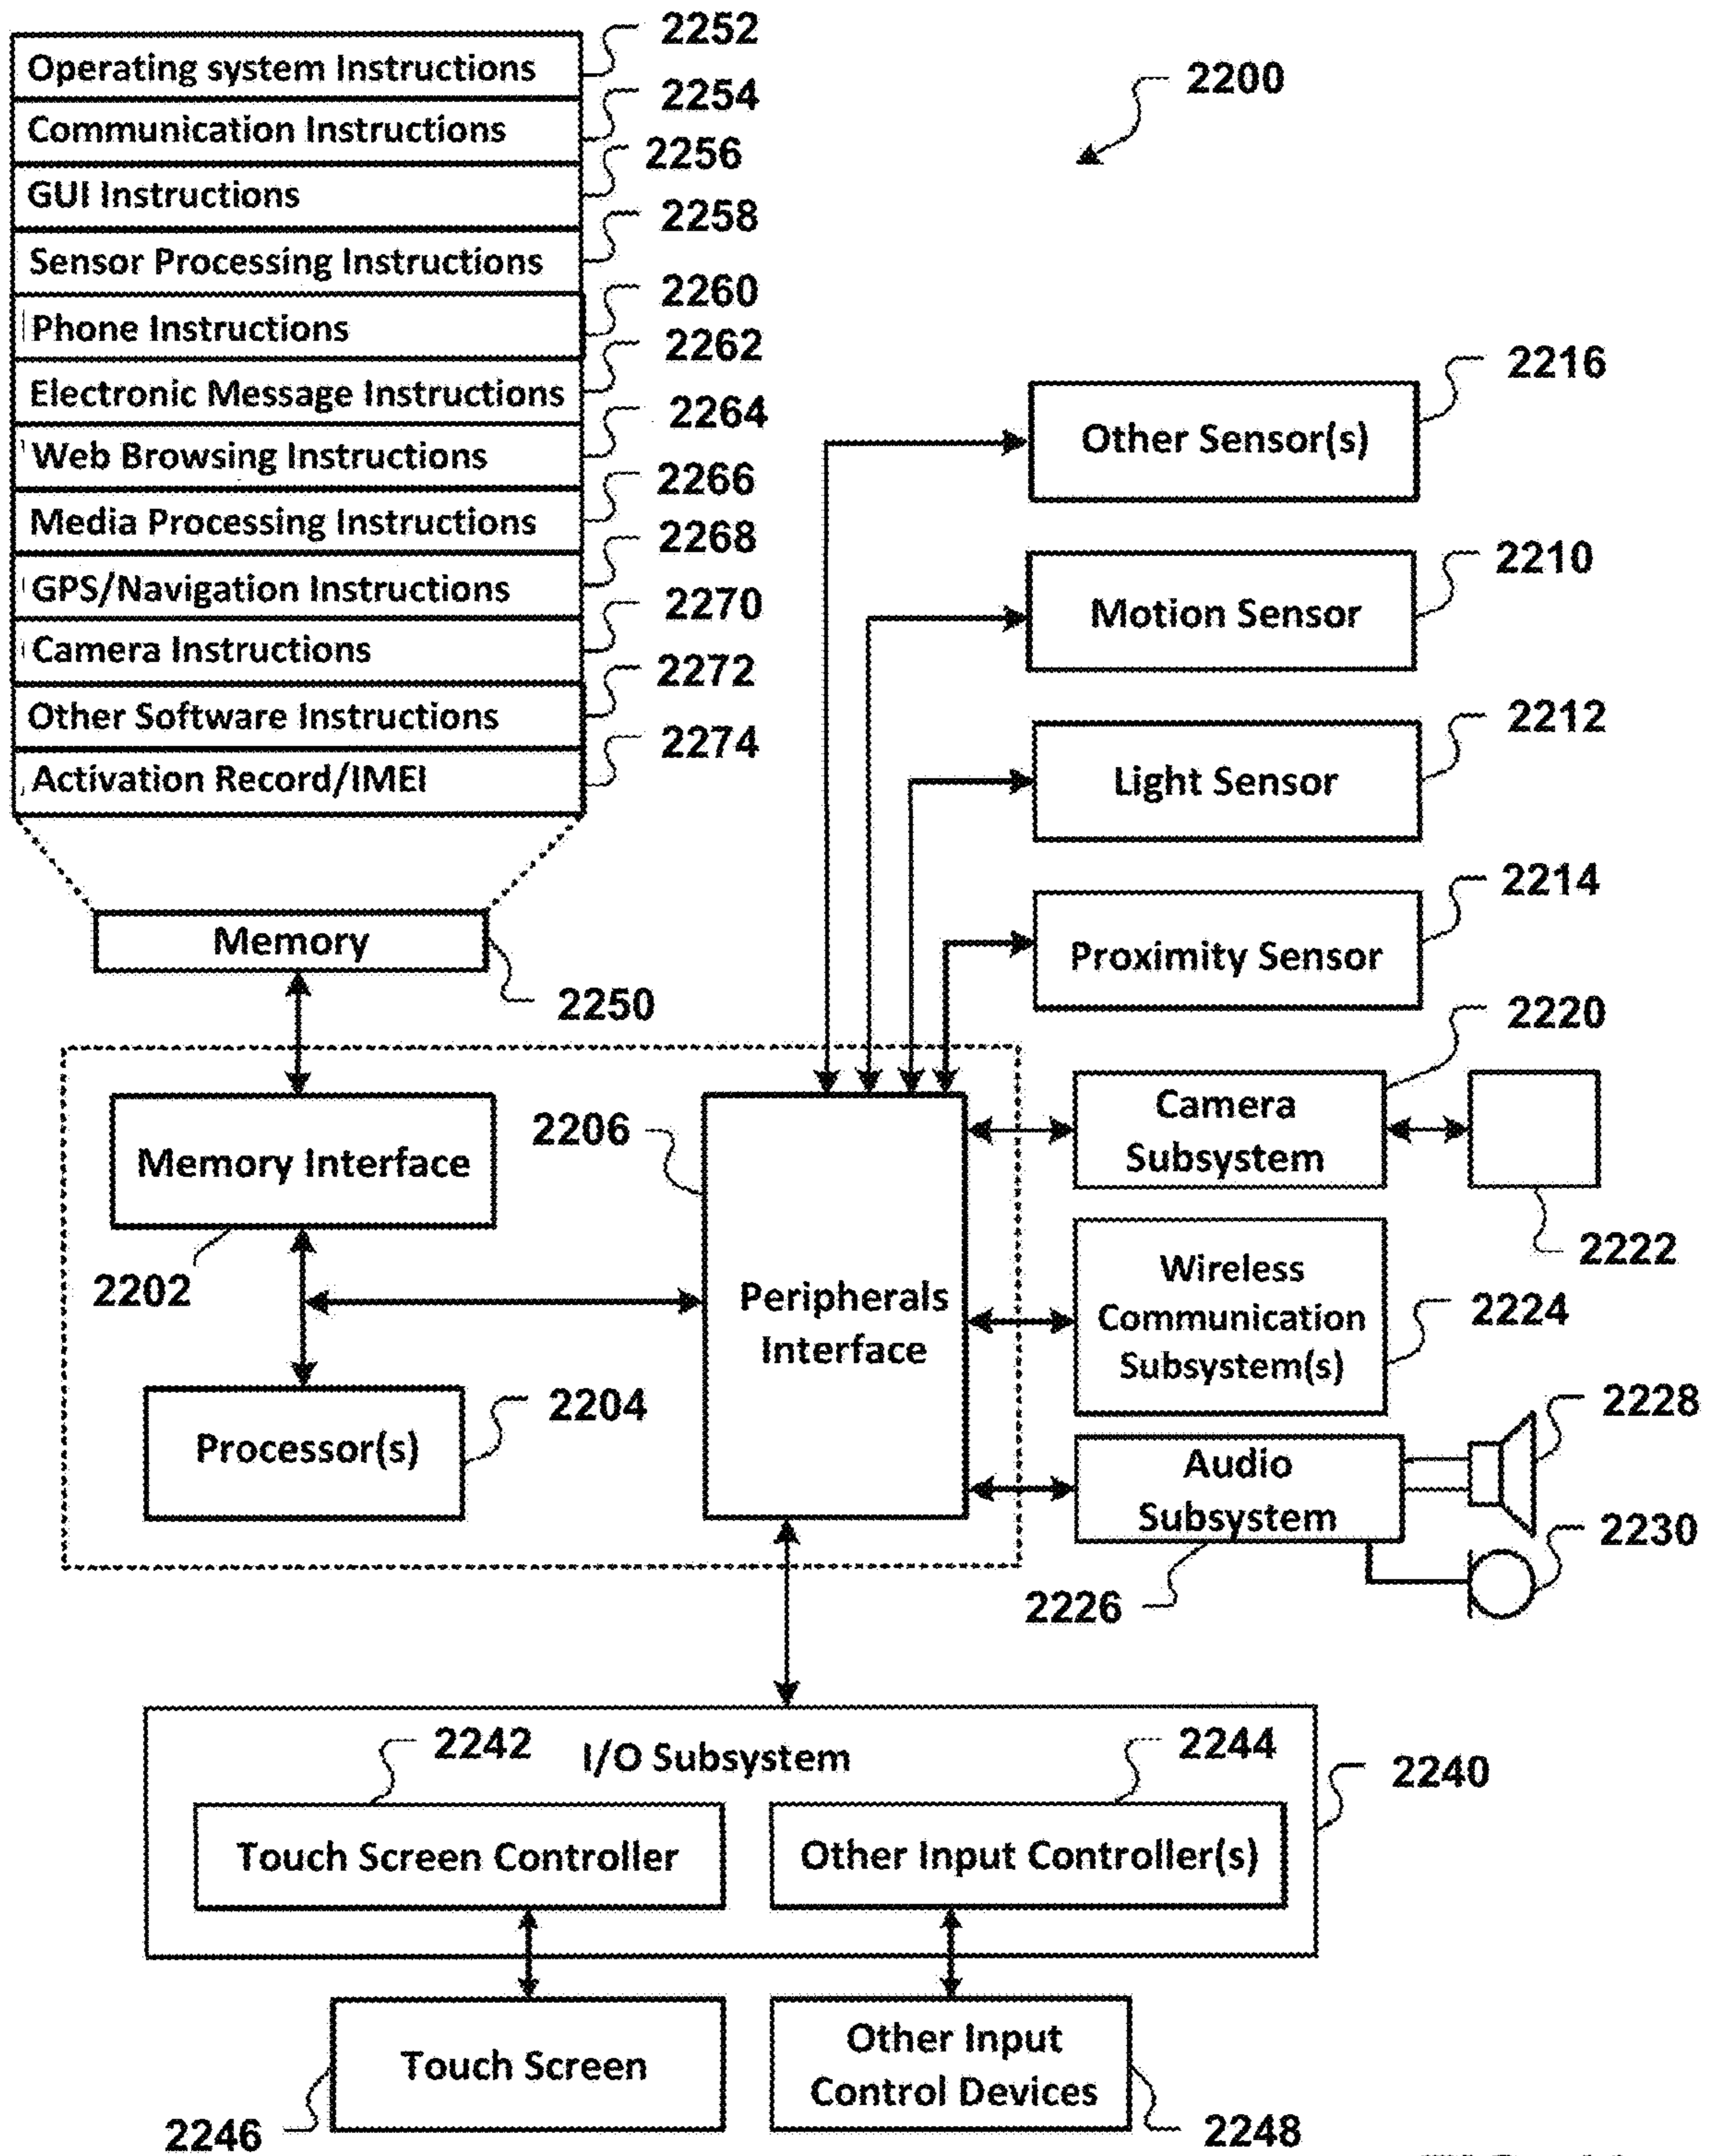 2252
Operating system Instructions
2200
2254
Communication Instructions
2256
GUI Instructions
2258
Sensor Processing Instructions
2260
Phone Instructions
2262
Electronic Message Instructions
2216
Other Sensor(s)
2264
Web Browsing Instructions
2266
Media Processing Instructions
2268
GPS/Navigation Instructions
2210
Motion Sensor
2270
Camera Instructions
2272
Other Software Instructions
2212
Light Sensor
2274
Activation Record/IMEI
2214
Proximity Sensor
Memory
2250
2220
Camera
Subsystem
2222
2206
Memory Interface
2202
Peripherals
Interface
Wireless
Communication
Subsystem(s)
2224
2204
Processor(s)
2228
Audio
Subsystem
2230
2226
2242
I/O Subsystem
2244
2240
Touch Screen Controller
Other Input Controller(s)
Touch Screen
Other Input
Control Devices
2246
2248